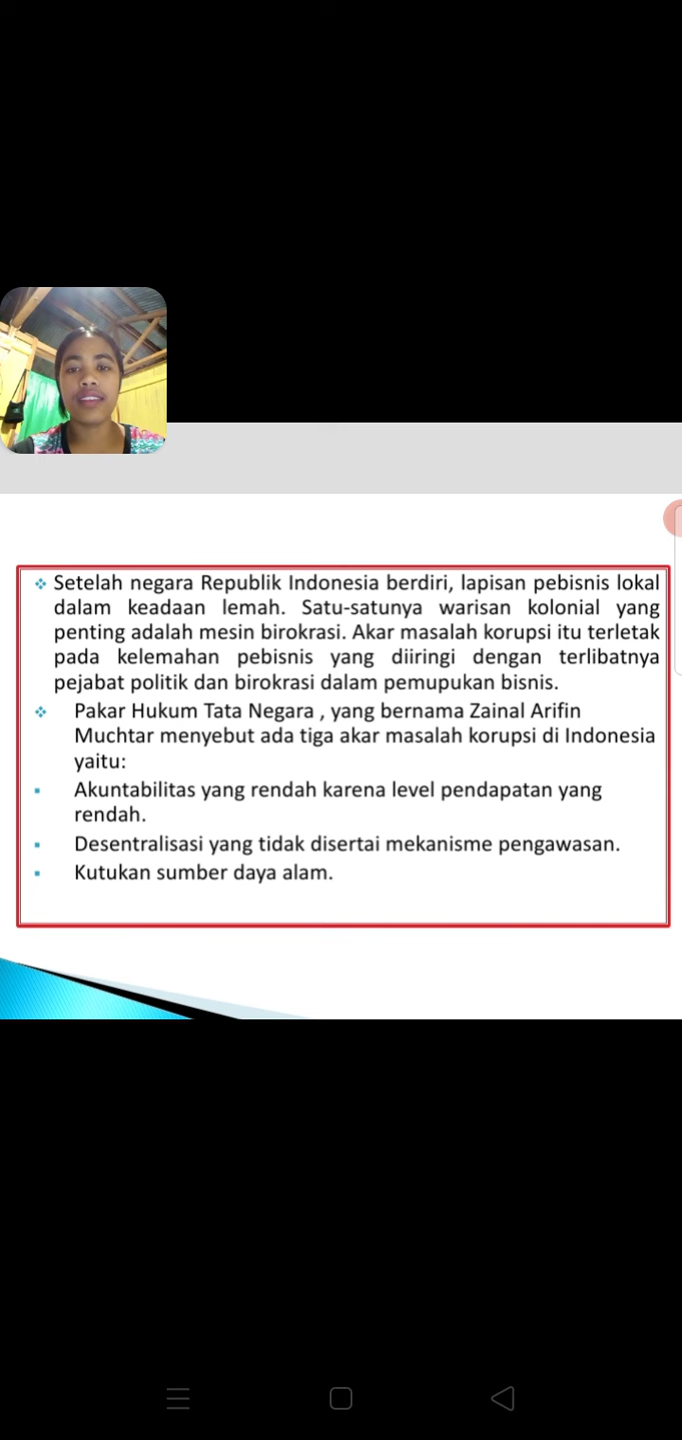 Setelah negara Republik Indonesia berdiri, lapisan pebisnis lokal
dalam keadaan lemah. Satu-satunya warisan kolonial yang
penting adalah mesin birokrasi. Akar masalah korupsi itu terletak
pada kelemahan pebisnis yang diiringi dengan terlibatnya
pejabat politik dan birokrasi dalam pemupukan bisnis.
Pakar Hukum Tata Negara , yang bernama Zainal Arifin
Muchtar menyebut ada tiga akar masalah korupsi di Indonesia
yaitu:
Akuntabilitas yang rendah karena level pendapatan yang
rendah.
Desentralisasi yang tidak disertai mekanisme pengawasan.
Kutukan sumber daya alam.